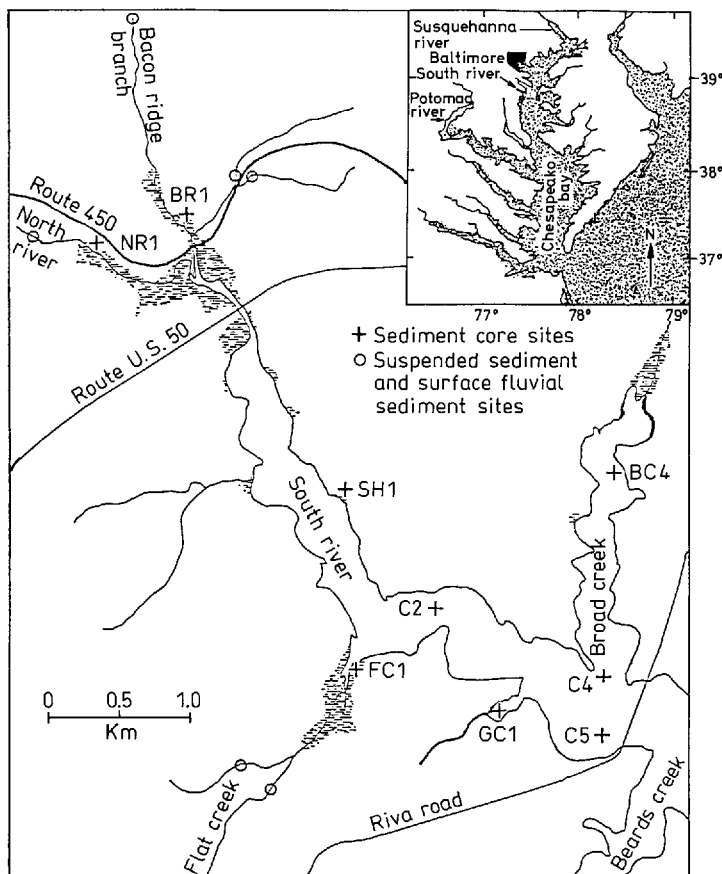 Bacon ridge
branch
Route 450
BR1
North
river
NR1
Route U.S. 50
Susquehanna
river
Baltimore
South river
Potomac
river
Chesapeako
bay
N
39°
38°
37°
77°
78°
79°
+ Sediment core sites
○ Suspended sediment
and surface fluvial
sediment sites
SH1
South
river
BC4
Broad creek
C2
C4
FC1
GC1
C5
0 0.5 1.0
Km
Flat creek
Riva road
Beards creek